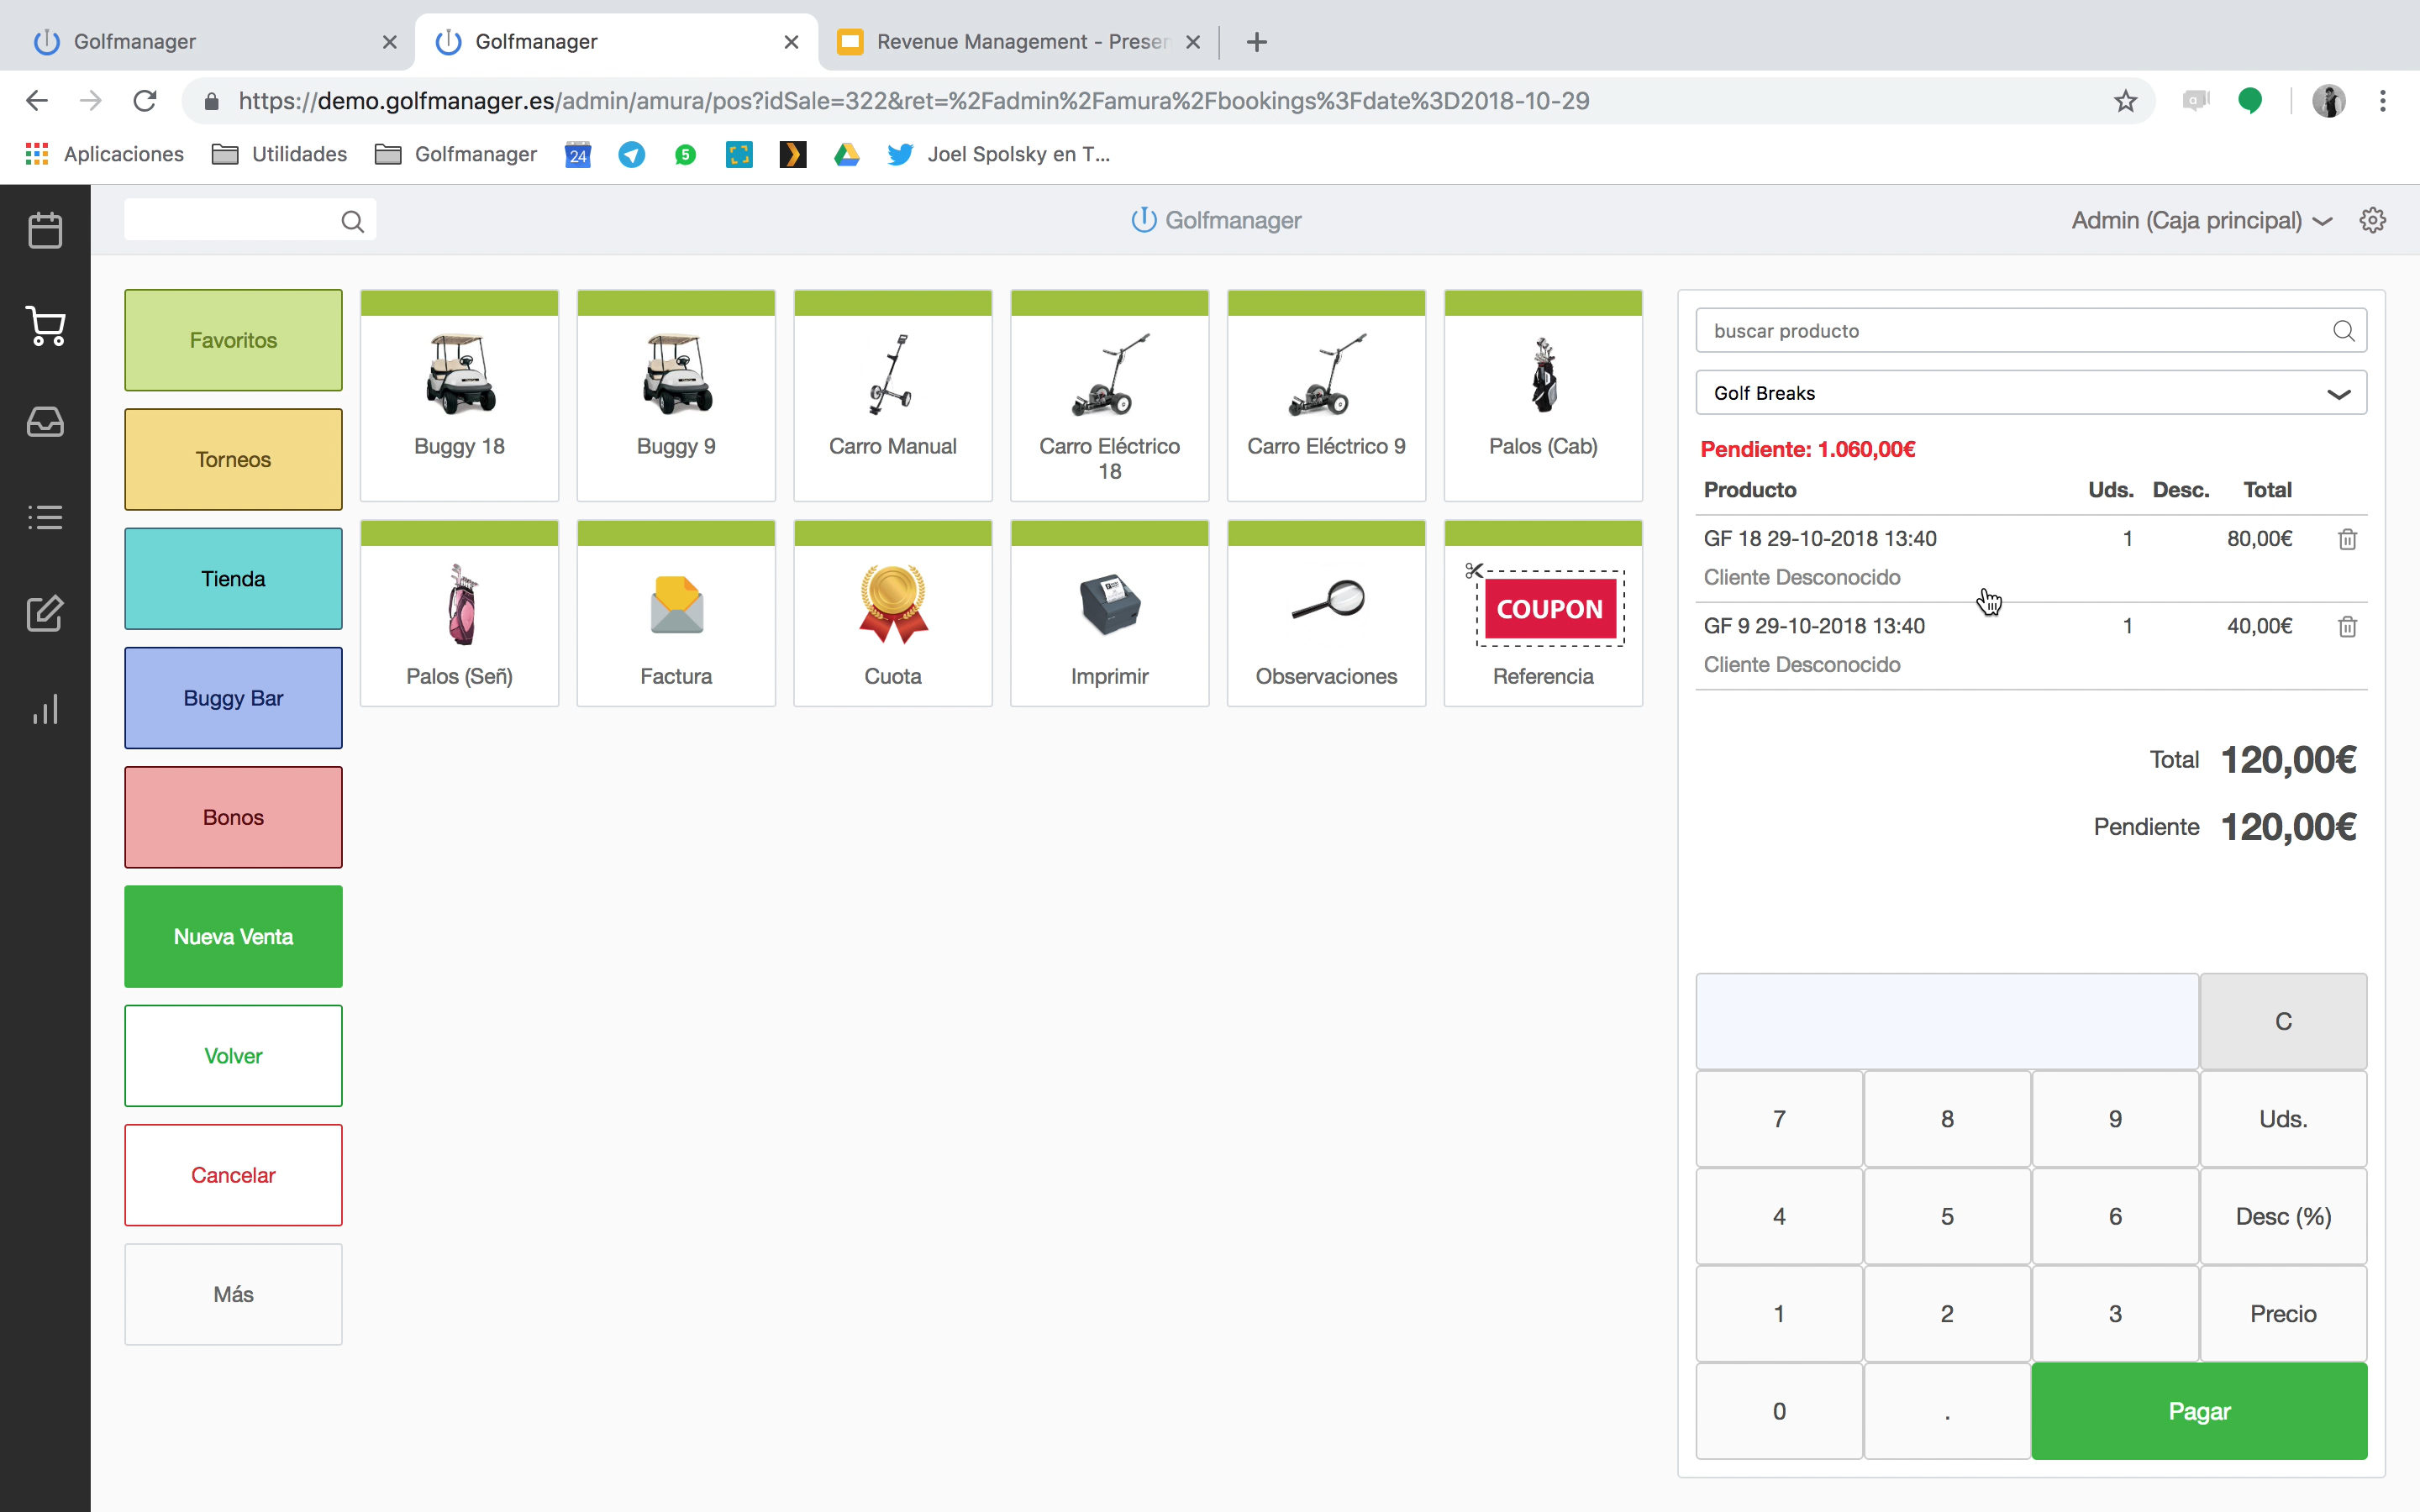 Golfmanager
Golfmanager
Revenue Management - Presen
https://demo.golfmanager.es/admin/amura/pos?idSale=322&ret=%2Fadmin%2Famura%2Fbookings%3Fdate%3D2018-10-29
Aplicaciones
Utilidades
Golfmanager
24
5
Joel Spolsky en T...
Golfmanager
Admin (Caja principal)
Favoritos
Torneos
Tienda
Buggy Bar
Bonos
Nueva Venta
Volver
Cancelar
Más
Buggy 18
Buggy 9
Carro Manual
Carro Eléctrico
18
Carro Eléctrico 9
Palos (Cab)
Palos (Señ)
Factura
Cuota
Imprimir
Observaciones
COUPON
Referencia
buscar producto
Golf Breaks
Pendiente: 1.060,00€
Producto Uds. Desc. Total
GF 18 29-10-2018 13:40 1 80,00€
Cliente Desconocido
GF 9 29-10-2018 13:40 1 40,00€
Cliente Desconocido
Total 120,00€
Pendiente 120,00€
C
7 8 9 Uds.
4 5 6 Desc (%)
1 2 3 Precio
0 . Pagar